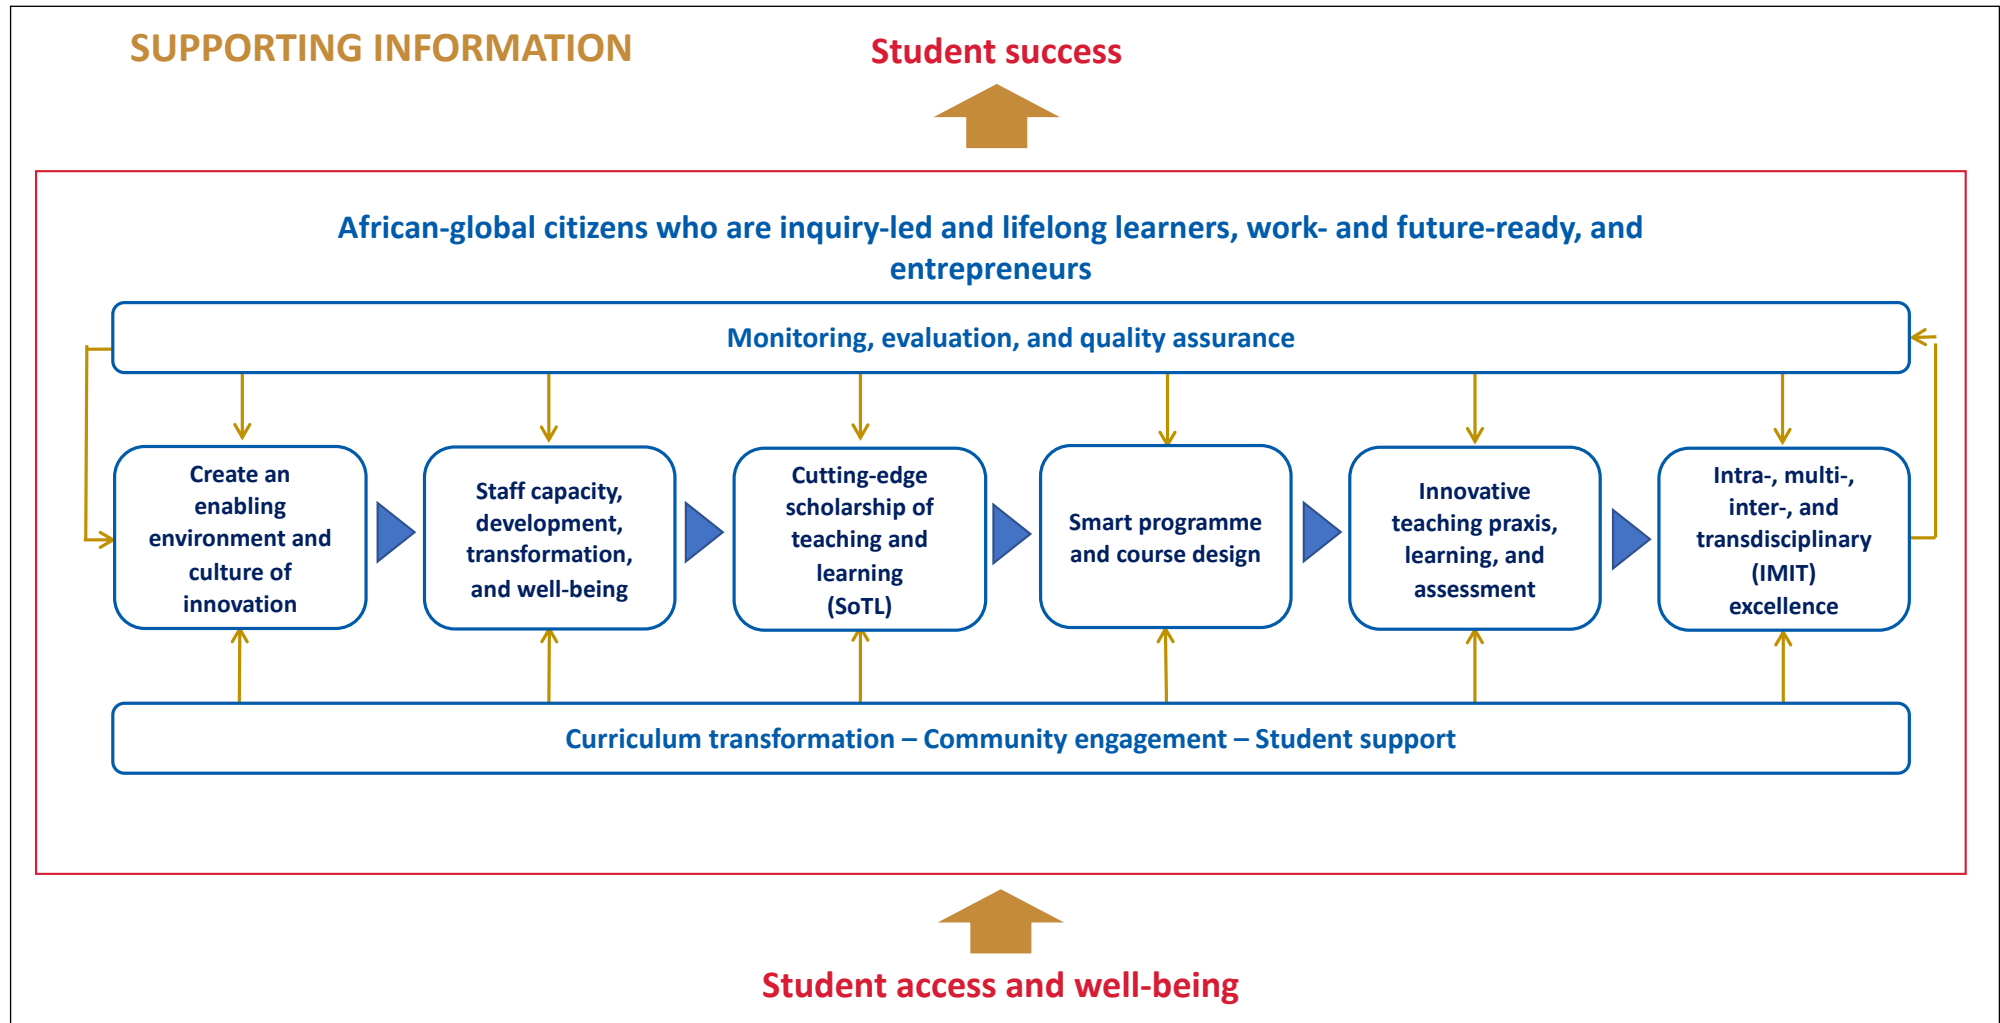 SUPPORTING INFORMATION
Student success
African-global citizens who are inquiry-led and lifelong learners, work- and future-ready, and
entrepreneurs
Monitoring, evaluation, and quality assurance
Create an
enabling
environment and
culture of
innovation
Staff capacity,
development,
transformation,
and well-being
Cutting-edge
scholarship of
teaching and
learning
(SoTL)
Smart programme
and course design
Innovative
teaching praxis,
learning, and
assessment
Intra-, multi-,
inter-, and
transdisciplinary
(IMIT)
excellence
Curriculum transformation – Community engagement – Student support
Student access and well-being